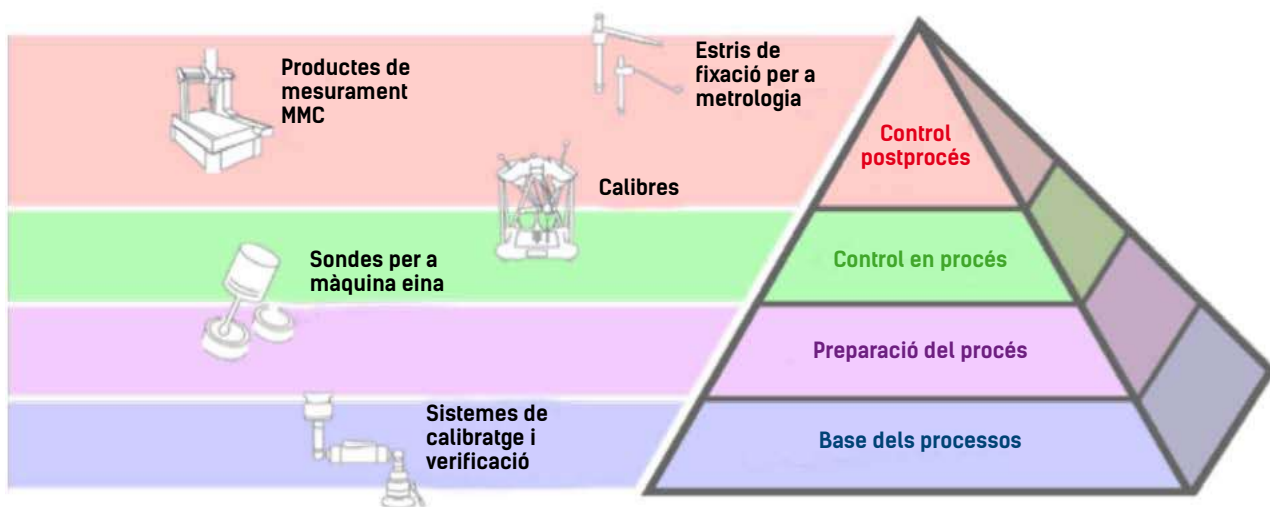 Productes de
mesurament
MMC
Estris de
fixació per a
metrologia
Calibres
Sondes per a
màquina eina
Sistemes de
calibratge i
verificació
Control
postprocés
Control en procés
Preparació del procés
Base dels processos